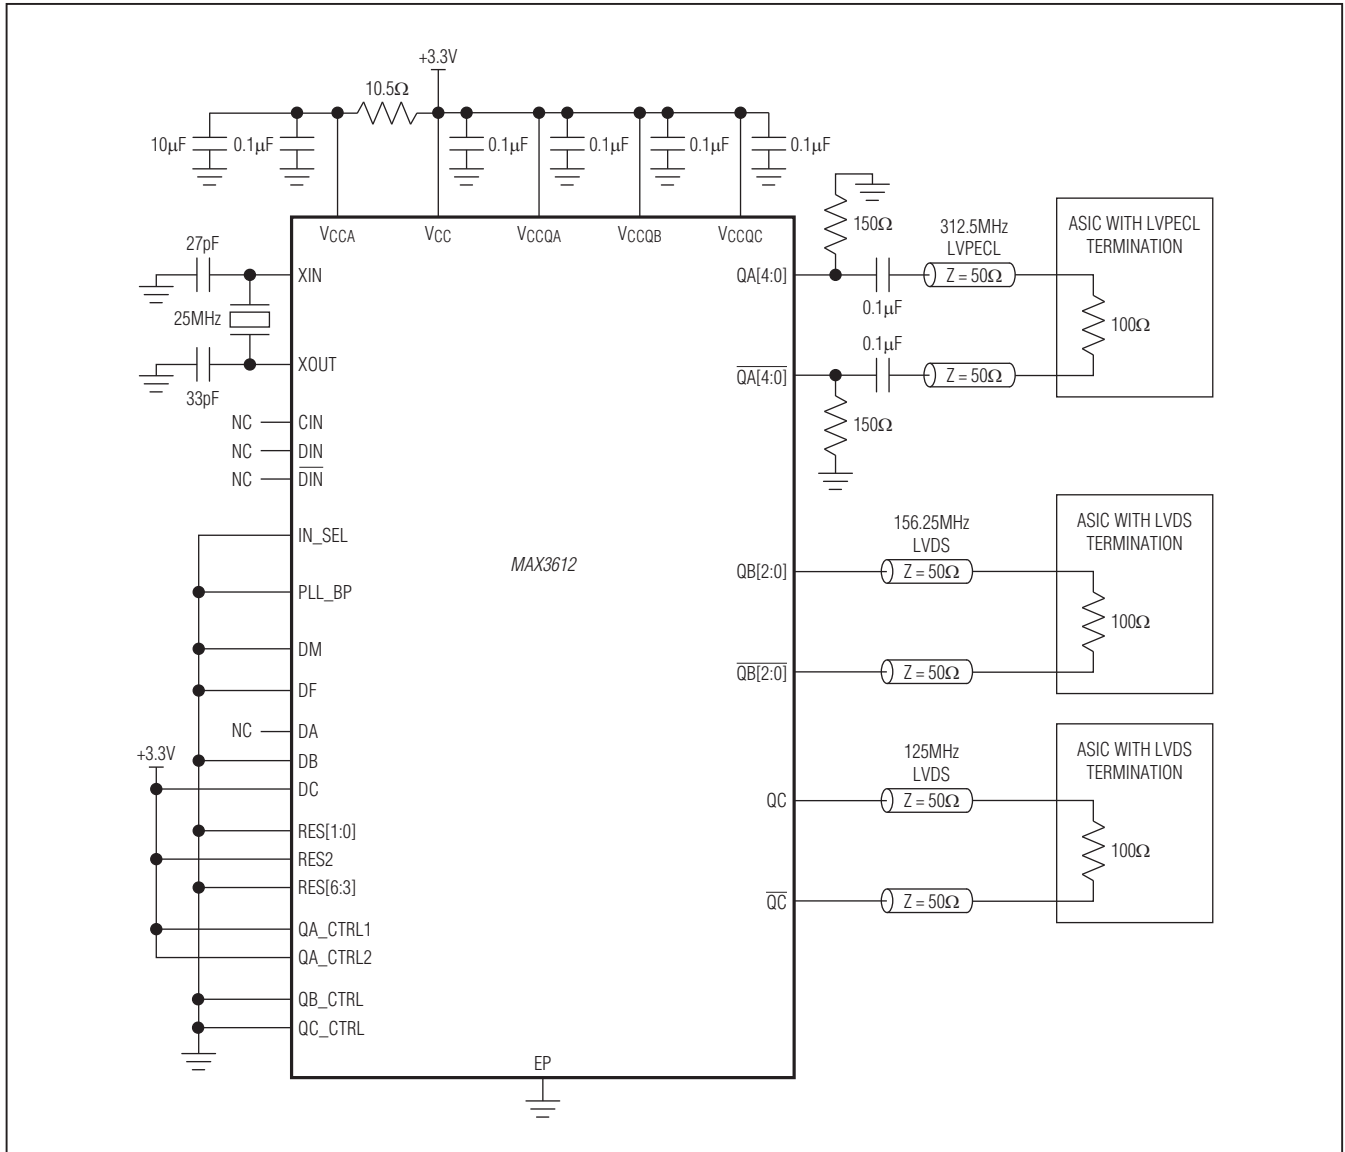 +3.3V
10.5Ω
10μF 0.1μF 0.1μF 0.1μF 0.1μF 0.1μF
VCCA VCC VCCQA VCCQB VCCQC
27pF
XIN
25MHz
XOUT
33pF
NC CIN
NC DIN
NC D̅I̅N̅
IN_SEL
PLL_BP
DM
DF
NC DA
DB
+3.3V
DC
RES[1:0]
RES2
RES[6:3]
QA_CTRL1
QA_CTRL2
QB_CTRL
QC_CTRL
MAX3612
EP
150Ω
312.5MHz
LVPECL
QA[4:0]
Z = 50Ω
0.1μF
0.1μF
Q̅A̅[̅4̅:̅0̅]̅
Z = 50Ω
150Ω
ASIC WITH LVPECL
TERMINATION
100Ω
156.25MHz
LVDS
QB[2:0]
Z = 50Ω
Q̅B̅[̅2̅:̅0̅]̅
Z = 50Ω
ASIC WITH LVDS
TERMINATION
100Ω
125MHz
LVDS
QC
Z = 50Ω
Q̅C̅
Z = 50Ω
ASIC WITH LVDS
TERMINATION
100Ω